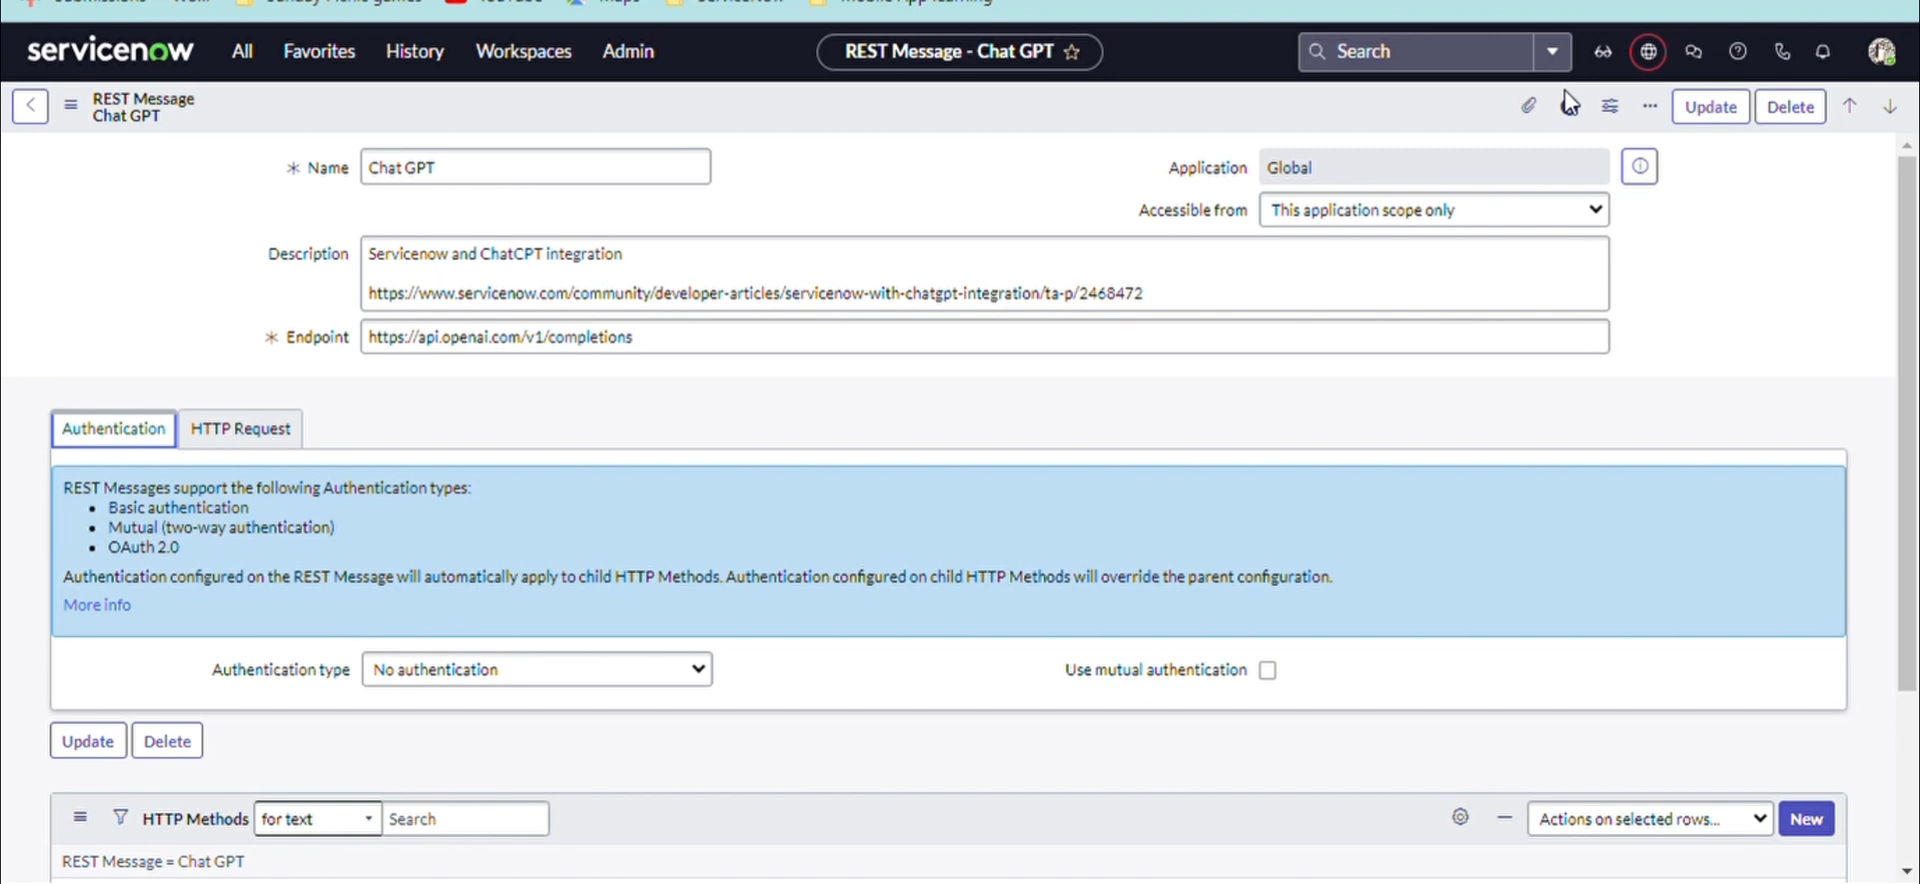 servicenow All Favorites History Workspaces Admin REST Message - Chat GPT Search
REST Message
Chat GPT
Update Delete
Name Chat GPT
Application Global
Accessible from This application scope only
Description Servicenow and ChatCPT integration
https://www.servicenow.com/community/developer-articles/servicenow-with-chatgpt-integration/ta-p/2468472
Endpoint https://api.openai.com/v1/completions
Authentication HTTP Request
REST Messages support the following Authentication types:
• Basic authentication
• Mutual (two-way authentication)
• OAuth 2.0
Authentication configured on the REST Message will automatically apply to child HTTP Methods. Authentication configured on child HTTP Methods will override the parent configuration.
More info
Authentication type No authentication Use mutual authentication
Update Delete
HTTP Methods for text Search Actions on selected rows... New
REST Message = Chat GPT